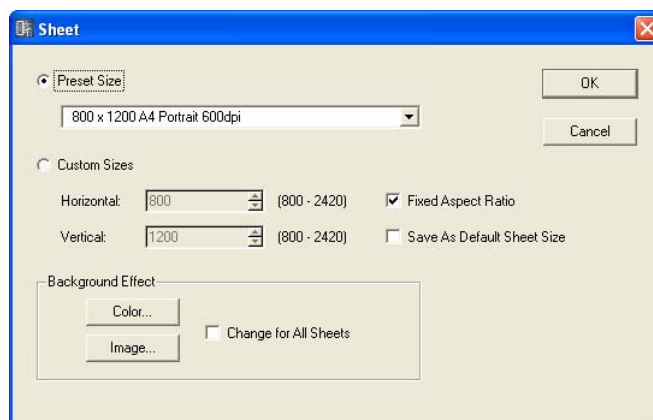 Sheet
Preset Size
OK
800 x 1200 A4 Portrait 600dpi
Cancel
Custom Sizes
Horizontal: 800 (800 - 2420) Fixed Aspect Ratio
Vertical: 1200 (800 - 2420) Save As Default Sheet Size
Background Effect
Color...
Change for All Sheets
Image...